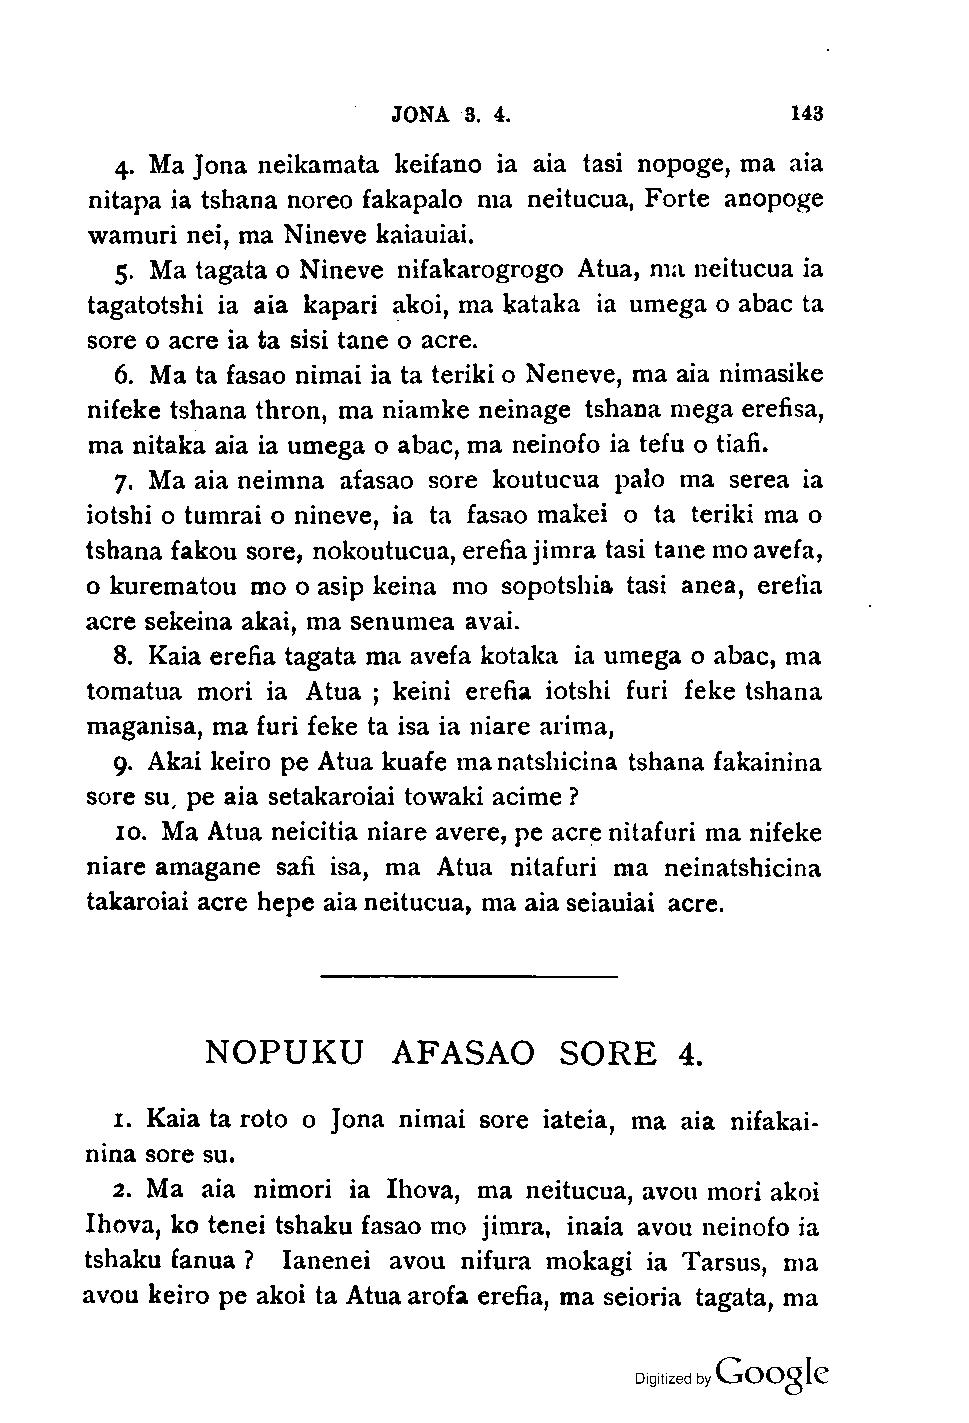 JONA 3. 4. 143
4. Ma Jona neikamata keifano ia aia tasi nopoge, ma aia
nitapa ia tshana noreo fakapalo ma neitucua, Forte anopoge
wamuri nei, ma Nineve kaiauiai.
5. Ma tagata o Nineve nifakarogrogo Atua, ma neitucua ia
tagatotshi ia aia kapari akoi, ma kataka ia umega o abac ta
sore o acre ia ta sisi tane o acre.
6. Ma ta fasao nimai ia ta teriki o Neneve, ma aia nimasike
nifeke tshana thron, ma niamke neinage tshana mega erefisa,
ma nitaka aia ia umega o abac, ma neinofo ia tefu o tiafi.
7. Ma aia neimna afasao sore koutucua palo ma serea ia
iotshi o tumrai o nineve, ia ta fasao makei o ta teriki ma o
tshana fakou sore, nokoutucua, erefia jimra tasi tane mo avefa,
o kurematou mo o asip keina mo sopotshia tasi anea, erefia
acre sekeina akai, ma senumea avai.
8. Kaia erefia tagata ma avefa kotaka ia umega o abac, ma
tomatua mori ia Atua ; keini erefia iotshi furi feke tshana
maganisa, ma furi feke ta isa ia niare arima,
9. Akai keiro pe Atua kuafe ma natshicina tshana fakainina
sore su, pe aia setakaroiai towaki acime ?
10. Ma Atua neicitia niare avere, pe acre nitafuri ma nifeke
niare amagane safi isa, ma Atua nitafuri ma neinatshicina
takaroiai acre hepe aia neitucua, ma aia seiauiai acre.
NOPUKU AFASAO SORE 4.
1. Kaia ta roto o Jona nimai sore iateia, ma aia nifakai-
nina sore su.
2. Ma aia nimori ia Ihova, ma neitucua, avou mori akoi
Ihova, ko tenei tshaku fasao mo jimra, inaia avou neinofo ia
tshaku fanua ? Ianenei avou nifura mokagi ia Tarsus, ma
avou keiro pe akoi ta Atua arofa erefia, ma seioria tagata, ma
Digitized by Google